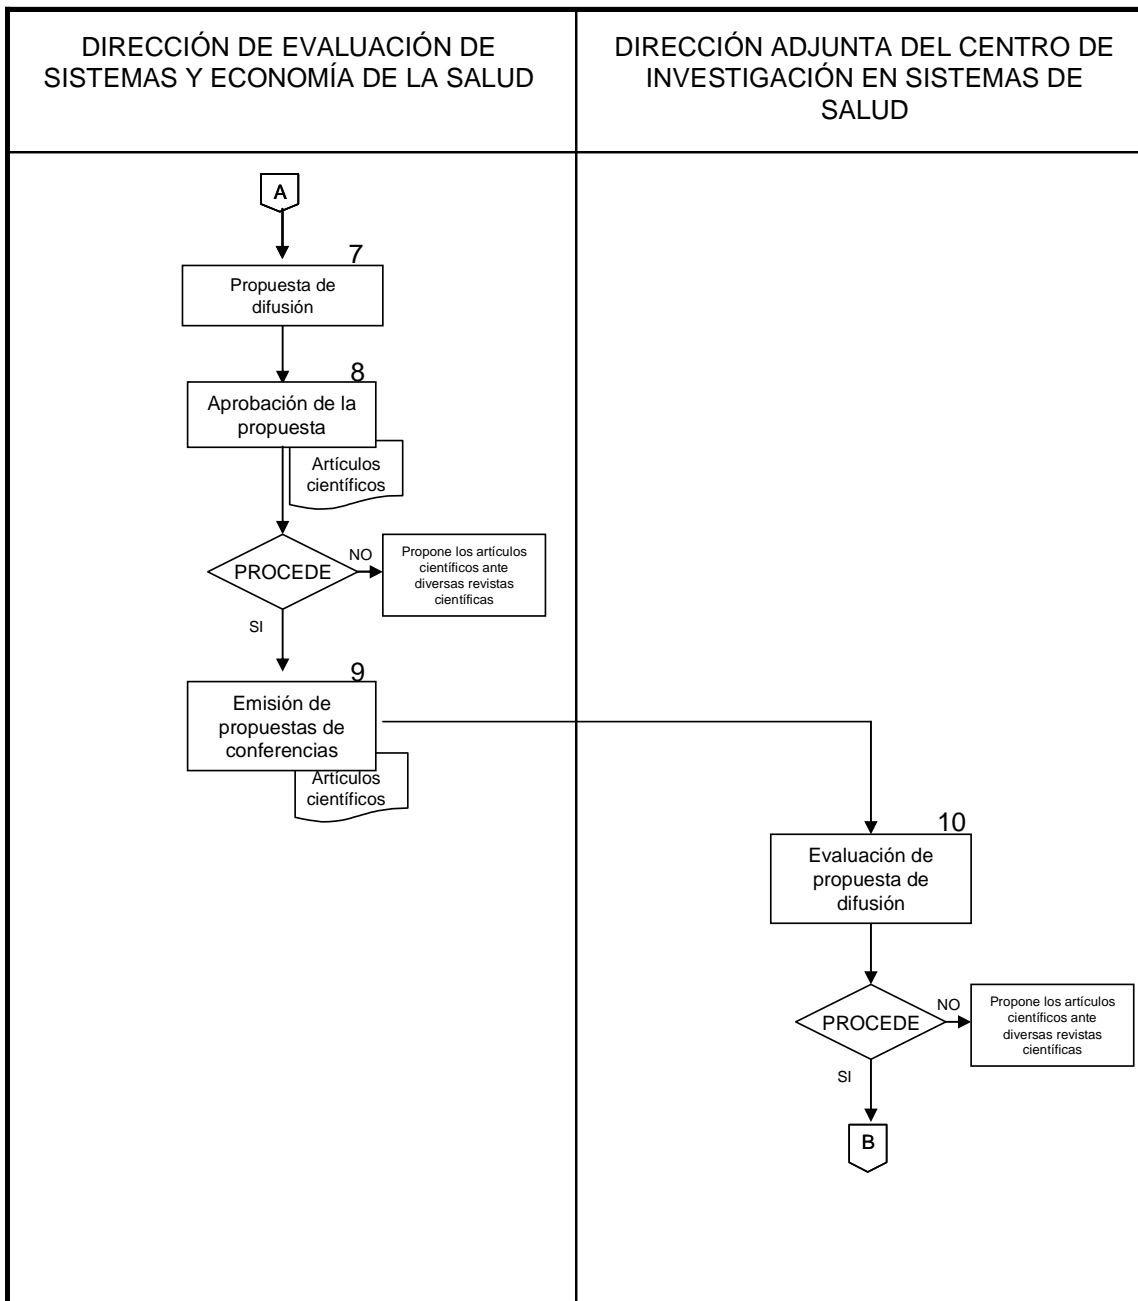 DIRECCIÓN DE EVALUACIÓN DE
SISTEMAS Y ECONOMÍA DE LA SALUD
DIRECCIÓN ADJUNTA DEL CENTRO DE
INVESTIGACIÓN EN SISTEMAS DE
SALUD
A
7
Propuesta de
difusión
8
Aprobación de la
propuesta
Artículos
científicos
PROCEDE
NO
Propone los artículos
científicos ante
diversas revistas
científicas
SI
9
Emisión de
propuestas de
conferencias
Artículos
científicos
10
Evaluación de
propuesta de
difusión
PROCEDE
NO
Propone los artículos
científicos ante
diversas revistas
científicas
SI
B